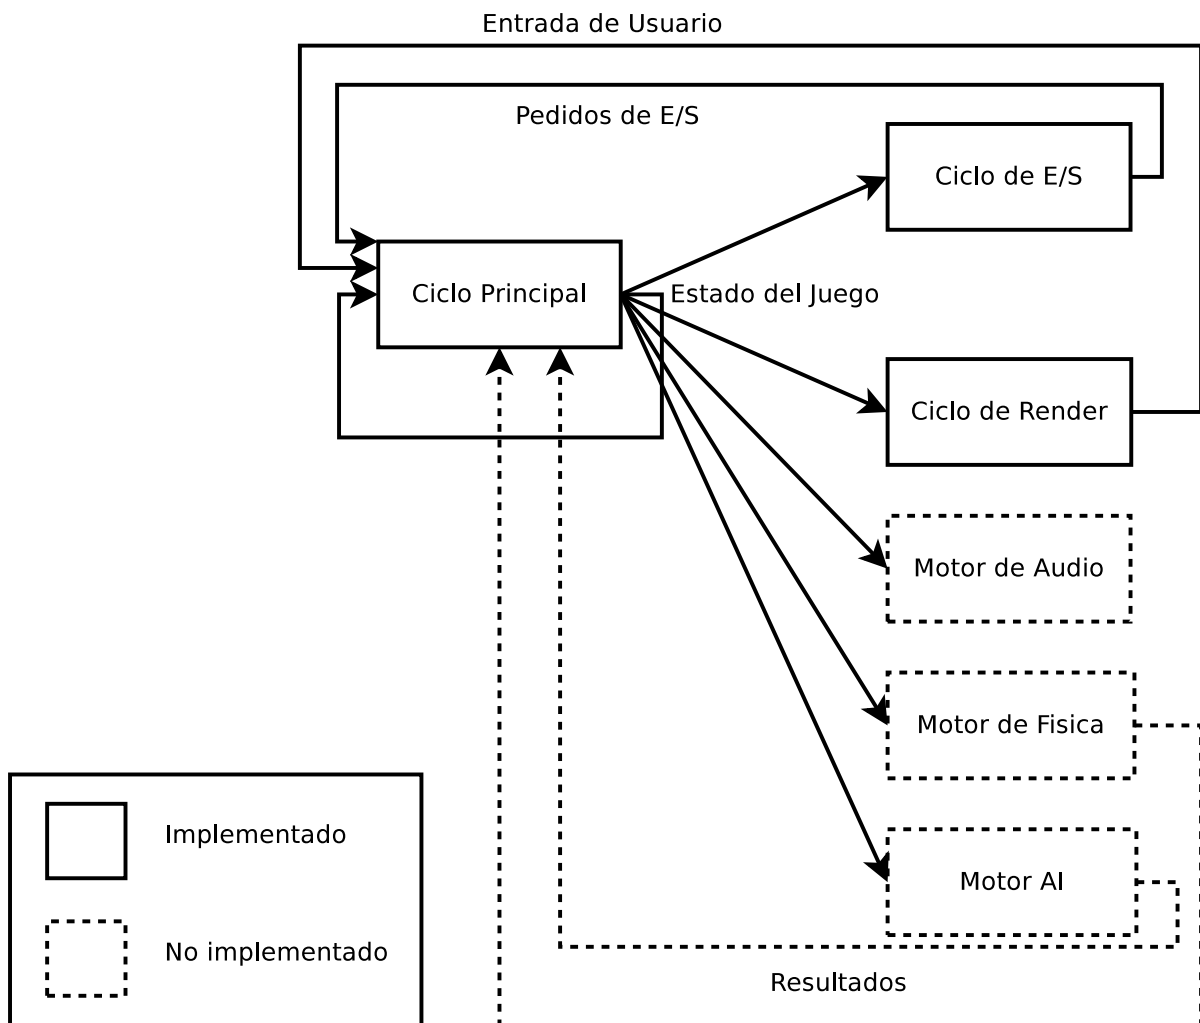 Entrada de Usuario
Pedidos de E/S
Ciclo de E/S
Ciclo Principal
Estado del Juego
Ciclo de Render
Motor de Audio
Motor de Fisica
Motor AI
Implementado
No implementado
Resultados